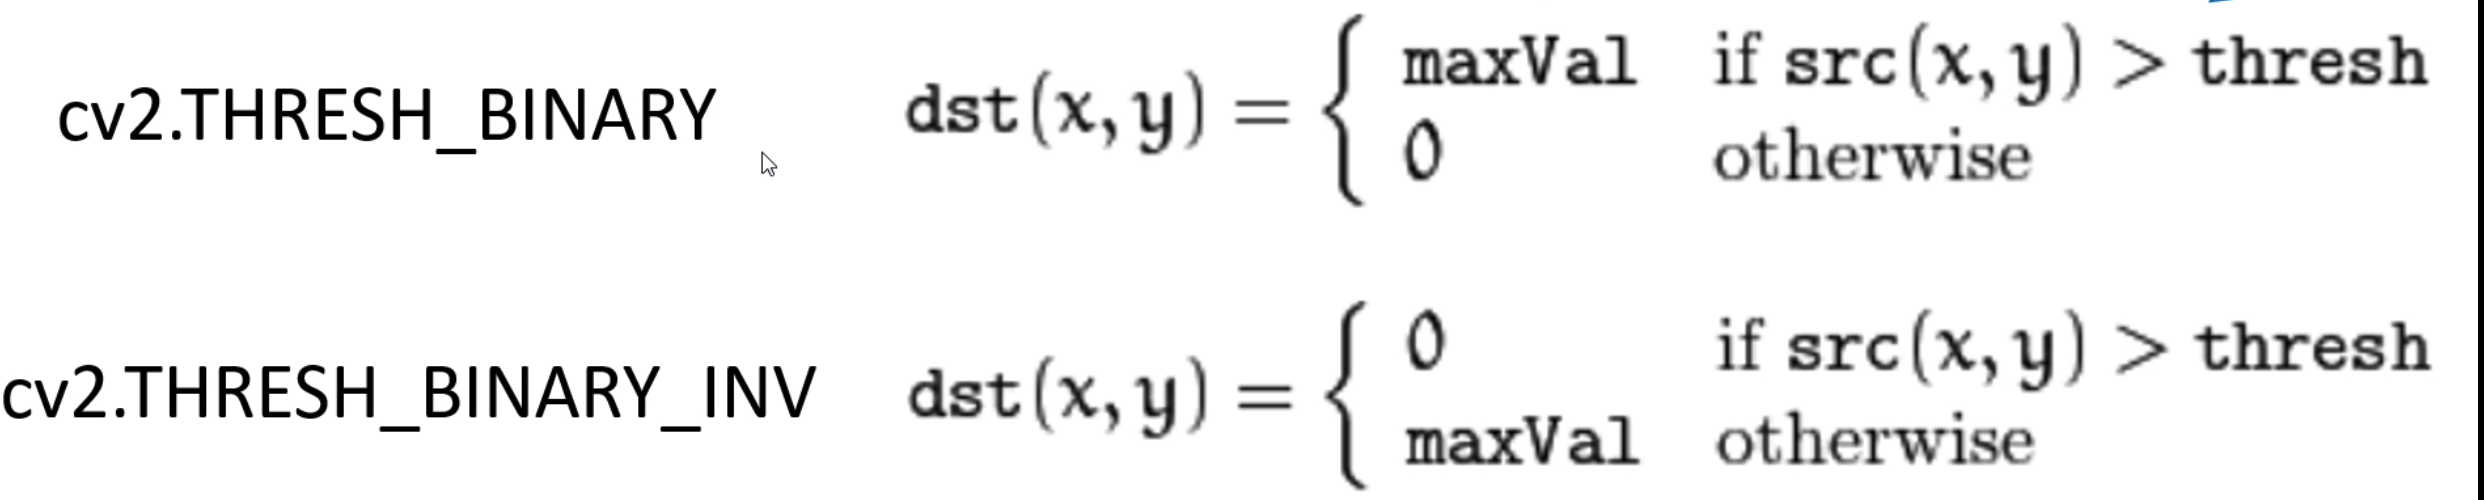 cv2.THRESH_BINARY dst(x, y) = { maxVal if src(x, y) > thresh
0 otherwise
cv2.THRESH_BINARY_INV dst(x, y) = { 0 if src(x, y) > thresh
maxVal otherwise